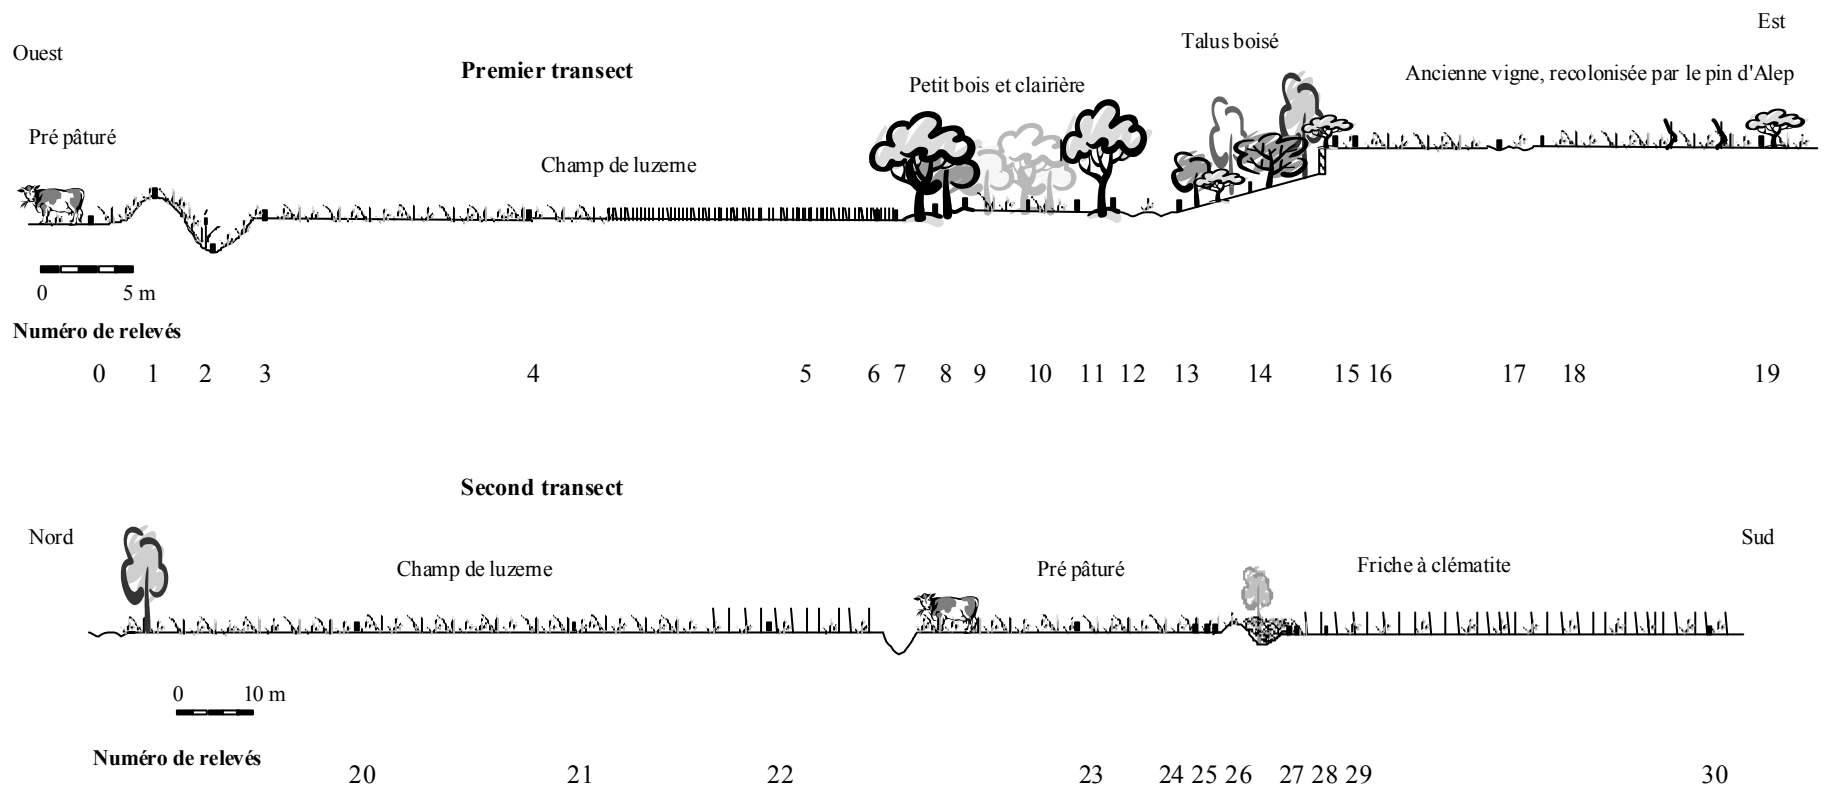 Est
Ouest
Talus boisé
Premier transect
Petit bois et clairière
Ancienne vigne, recolonisée par le pin d'Alep
Pré pâturé
Champ de luzerne
0 5 m
Numéro de relevés
0 1 2 3 4 5 6 7 8 9 10 11 12 13 14 15 16 17 18 19
Second transect
Nord
Sud
Champ de luzerne
Pré pâturé
Friche à clématite
0 10 m
Numéro de relevés
20 21 22 23 24 25 26 27 28 29 30